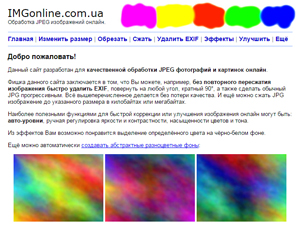 IMGonline.com.ua
Обработка JPEG изображений онлайн.
Главная | Изменить размер | Обрезать | Сжать | Удалить EXIF | Эффекты | Улучшить | Ещё
Добро пожаловать!
Данный сайт разработан для качественной обработки JPEG фотографий и картинок онлайн.
Фишка данного сайта заключается в том, что Вы можете, например, без повторного пересжатия
изображения быстро удалить EXIF, повернуть на любой угол, кратный 90°, а также сделать обычный
JPG прогрессивным. Всё вышеперечисленное делается без потери качества. И ещё можно сжать JPG
изображение до указанного размера в килобайтах или мегабайтах.
Наиболее полезными функциями для быстрой коррекции или улучшения изображений онлайн могут быть
авто-уровни, ручная регулировка яркости и контрастности, насыщенности цветов и тона.
Из эффектов Вам возможно понравится выделение определённого цвета на чёрно-белом фоне.
Ещё можно автоматически создавать абстрактные разноцветные фоны: